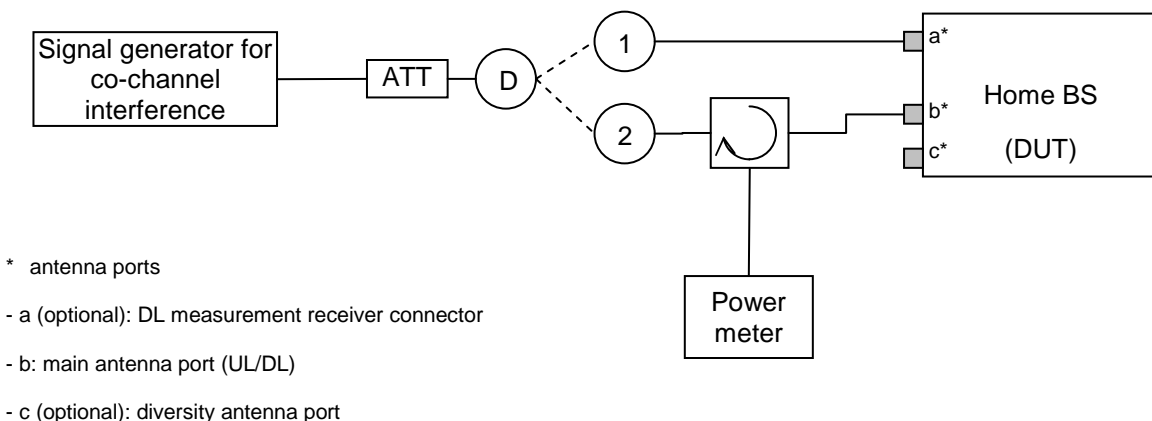 Signal generator for
co-channel
interference
ATT
D
1
2
a*
b*
c*
Home BS
(DUT)
Power
meter
* antenna ports
- a (optional): DL measurement receiver connector
- b: main antenna port (UL/DL)
- c (optional): diversity antenna port